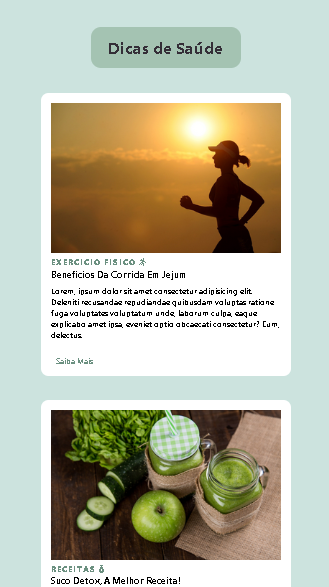 Dicas de Saúde
EXERCICIO FISICO
Beneficios Da Corrida Em Jejum
Lorem, ipsum dolor sit amet consectetur adipisicing elit.
Deleniti recusandae repudiandae quibusdam voluptas ratione
fuga voluptates voluptatum unde, laborum culpa, eaque
explicabo amet ipsa, eveniet optio obcaecati consectetur? Eum,
delectus.
Saiba Mais
RECEITAS
Suco Detox, A Melhor Receita!